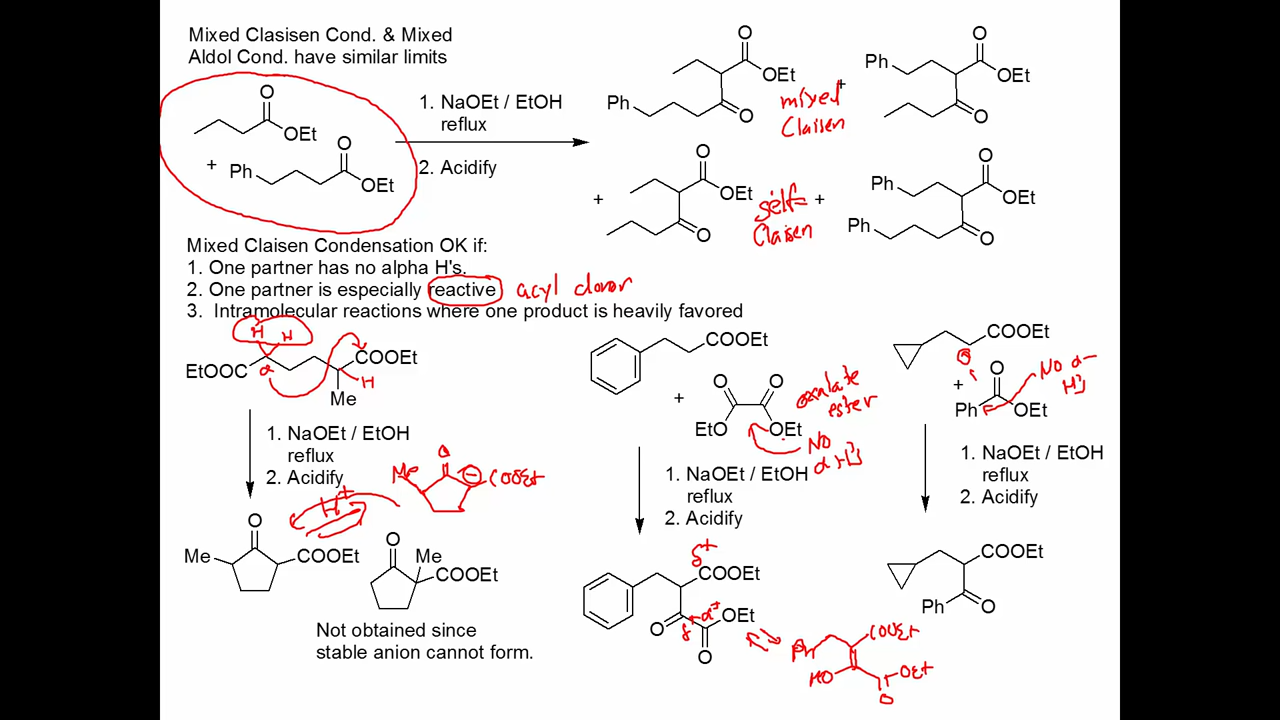 Mixed Clasisen Cond. & Mixed
Aldol Cond. have similar limits
O
OEt
+
Ph
O
OEt
1. NaOEt / EtOH
reflux
2. Acidify
O
OEt
Ph
O
mixed
Claisen
+
O
Ph
OEt
O
+
O
OEt
O
self-
Claisen
+
O
Ph
OEt
Ph
O
Mixed Claisen Condensation OK if:
1. One partner has no alpha H's.
2. One partner is especially reactive acyl donor
3. Intramolecular reactions where one product is heavily favored
H H
EtOOC α COOEt
H
Me
1. NaOEt / EtOH
reflux
2. Acidify
O
Me ⊖ COOEt
H+
O
Me COOEt
O
Me
COOEt
Not obtained since
stable anion cannot form.
COOEt
+
O O
EtO OEt
oxalate
ester
No
α H's
1. NaOEt / EtOH
reflux
2. Acidify
δ+
COOEt
OEt
O δ+ δ+
O
Ph COOEt
HO OEt
O
COOEt
⊖
+
O
Ph OEt
No α-
H's
1. NaOEt / EtOH
reflux
2. Acidify
COOEt
Ph O